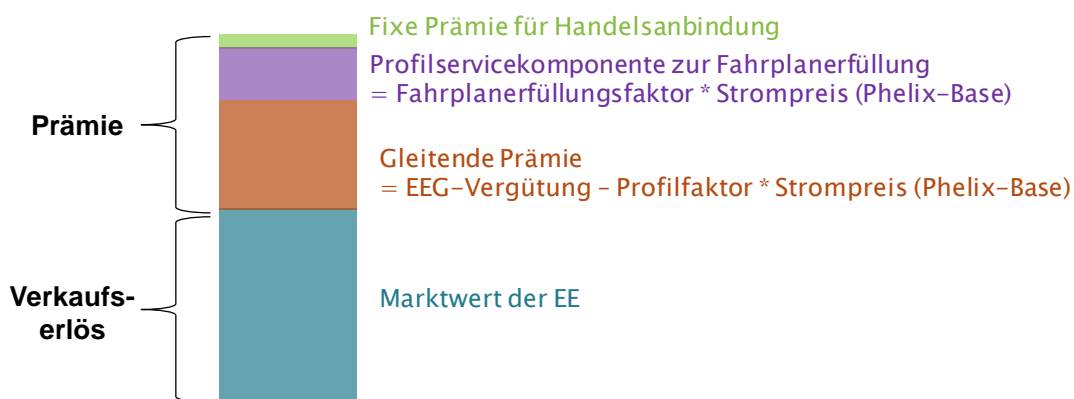 Fixe Prämie für Handelsanbindung
Profilservicekomponente zur Fahrplanerfüllung
= Fahrplanerfüllungsfaktor * Strompreis (Phelix-Base)
Prämie
Gleitende Prämie
= EEG-Vergütung – Profilfaktor * Strompreis (Phelix-Base)
Verkaufs-
erlös
Marktwert der EE